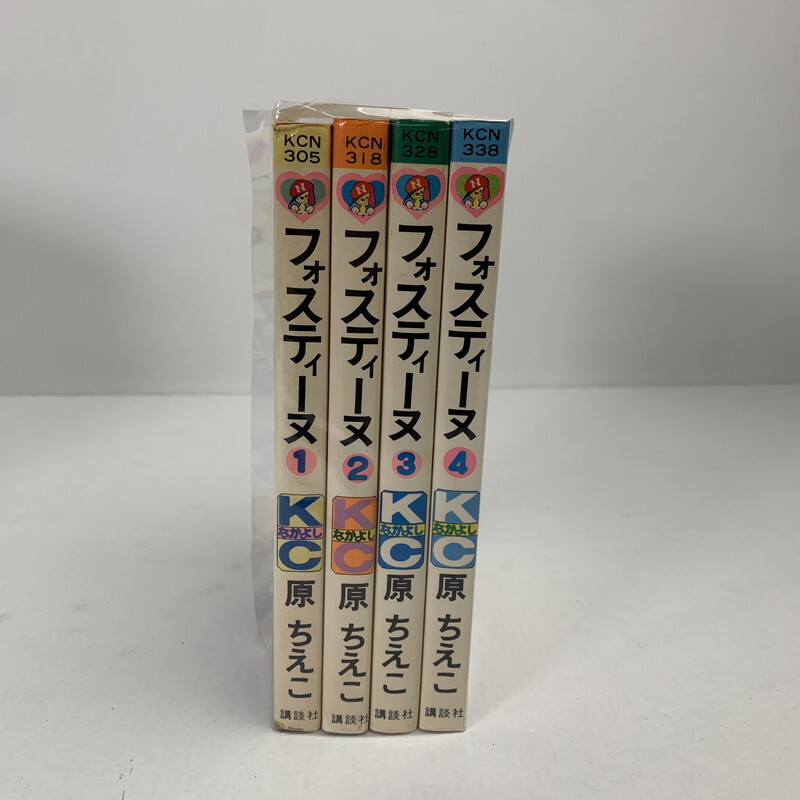 KCN
305
N
フォスティーヌ
1
K
なかよし
C
原 ちえこ
講談社
KCN
318
N
フォスティーヌ
2
K
なかよし
C
原 ちえこ
講談社
KCN
328
N
フォスティーヌ
3
K
なかよし
C
原 ちえこ
講談社
KCN
338
N
フォスティーヌ
4
K
なかよし
C
原 ちえこ
講談社